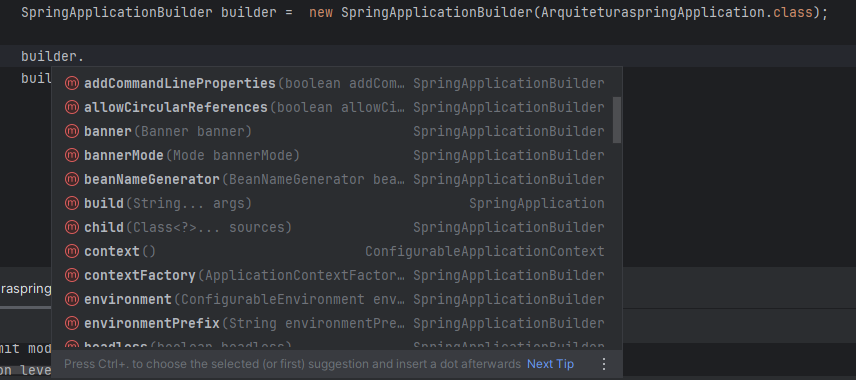 SpringApplicationBuilder builder =  new SpringApplicationBuilder(ArquiteturaspringApplication.class);
builder.
buil
addCommandLineProperties(boolean addCom… SpringApplicationBuilder
allowCircularReferences(boolean allowCi… SpringApplicationBuilder
banner(Banner banner) SpringApplicationBuilder
bannerMode(Mode bannerMode) SpringApplicationBuilder
beanNameGenerator(BeanNameGenerator bea… SpringApplicationBuilder
build(String... args) SpringApplication
child(Class<?>... sources) SpringApplicationBuilder
context() ConfigurableApplicationContext
contextFactory(ApplicationContextFactor… SpringApplicationBuilder
raspring
environment(ConfigurableEnvironment env… SpringApplicationBuilder
environmentPrefix(String environmentPre… SpringApplicationBuilder
headless(boolean headless) SpringApplicationBuilder
mit mod
Press Ctrl+. to choose the selected (or first) suggestion and insert a dot afterwards Next Tip
on leve